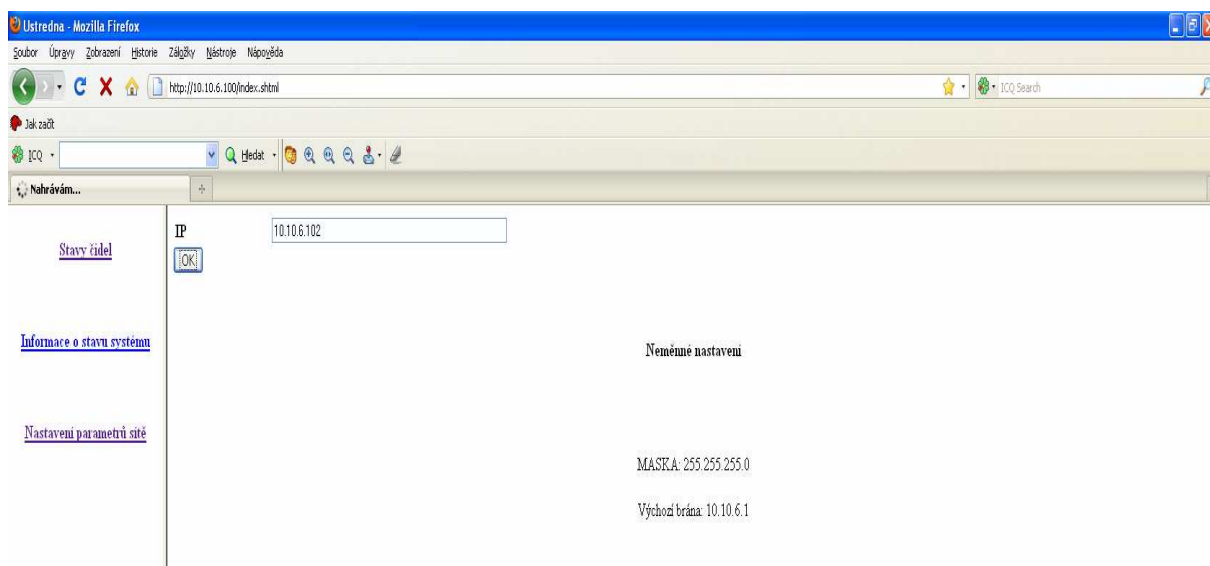 Ustredna - Mozilla Firefox
Soubor Úpravy Zobrazení Historie Záložky Nástroje Nápověda
http://10.10.6.100/index.shtml
ICQ Search
Jak začít
ICQ
Hledat
Nahrávám...
IP 10.10.6.102
Stavy čidel
OK
Informace o stavu systému
Neměnné nastavení
Nastavení parametrů sítě
MASKA: 255.255.255.0
Výchozí brána: 10.10.6.1